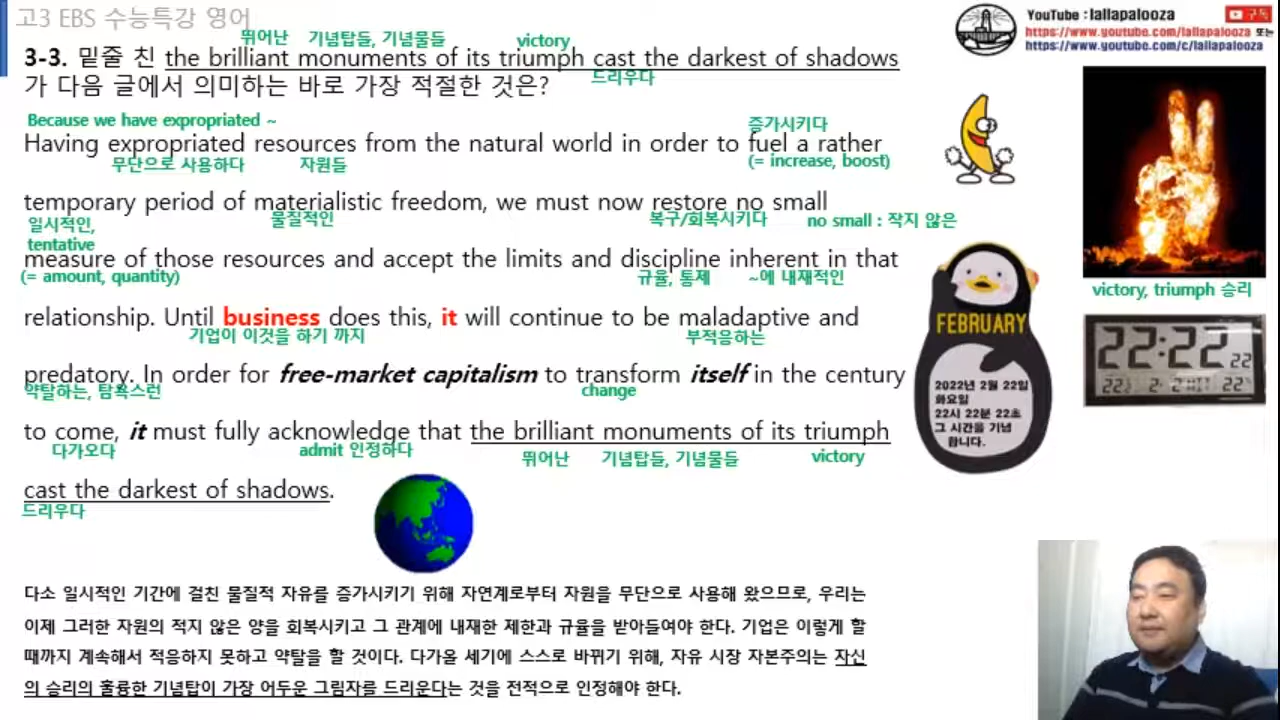 고3 EBS 수능특강 영어
YouTube : lallapalooza
구독
https://www.youtube.com/lallapalooza 또는
https://www.youtube.com/c/lallapalooza
뛰어난 기념탑들, 기념물들 victory
3-3. 밑줄 친 the brilliant monuments of its triumph cast the darkest of shadows
드리우다
가 다음 글에서 의미하는 바로 가장 적절한 것은?
Because we have expropriated ~ 증가시키다
Having expropriated resources from the natural world in order to fuel a rather
무단으로 사용하다 자원들 (= increase, boost)
temporary period of materialistic freedom, we must now restore no small
일시적인, 물질적인 복구/회복시키다 no small : 작지 않은
tentative
measure of those resources and accept the limits and discipline inherent in that
(= amount, quantity) 규율, 통제 ~에 내재적인
relationship. Until business does this, it will continue to be maladaptive and
기업이 이것을 하기 까지 부적응하는
predatory. In order for free-market capitalism to transform itself in the century
약탈하는, 탐욕스런 change
to come, it must fully acknowledge that the brilliant monuments of its triumph
다가오다 admit 인정하다 뛰어난 기념탑들, 기념물들 victory
cast the darkest of shadows.
드리우다
victory, triumph 승리
FEBRUARY
2022년 2월 22일
화요일
22시 22분 22초
그 시간을 기념
합니다.
22:22 22
다소 일시적인 기간에 걸친 물질적 자유를 증가시키기 위해 자연계로부터 자원을 무단으로 사용해 왔으므로, 우리는
이제 그러한 자원의 적지 않은 양을 회복시키고 그 관계에 내재한 제한과 규율을 받아들여야 한다. 기업은 이렇게 할
때까지 계속해서 적응하지 못하고 약탈을 할 것이다. 다가올 세기에 스스로 바뀌기 위해, 자유 시장 자본주의는 자신
의 승리의 훌륭한 기념탑이 가장 어두운 그림자를 드리운다는 것을 전적으로 인정해야 한다.